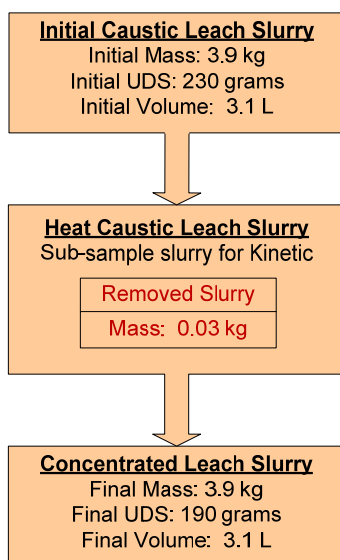 Initial Caustic Leach Slurry
Initial Mass: 3.9 kg
Initial UDS: 230 grams
Initial Volume: 3.1 L
Heat Caustic Leach Slurry
Sub-sample slurry for Kinetic
Removed Slurry
Mass: 0.03 kg
Concentrated Leach Slurry
Final Mass: 3.9 kg
Final UDS: 190 grams
Final Volume: 3.1 L